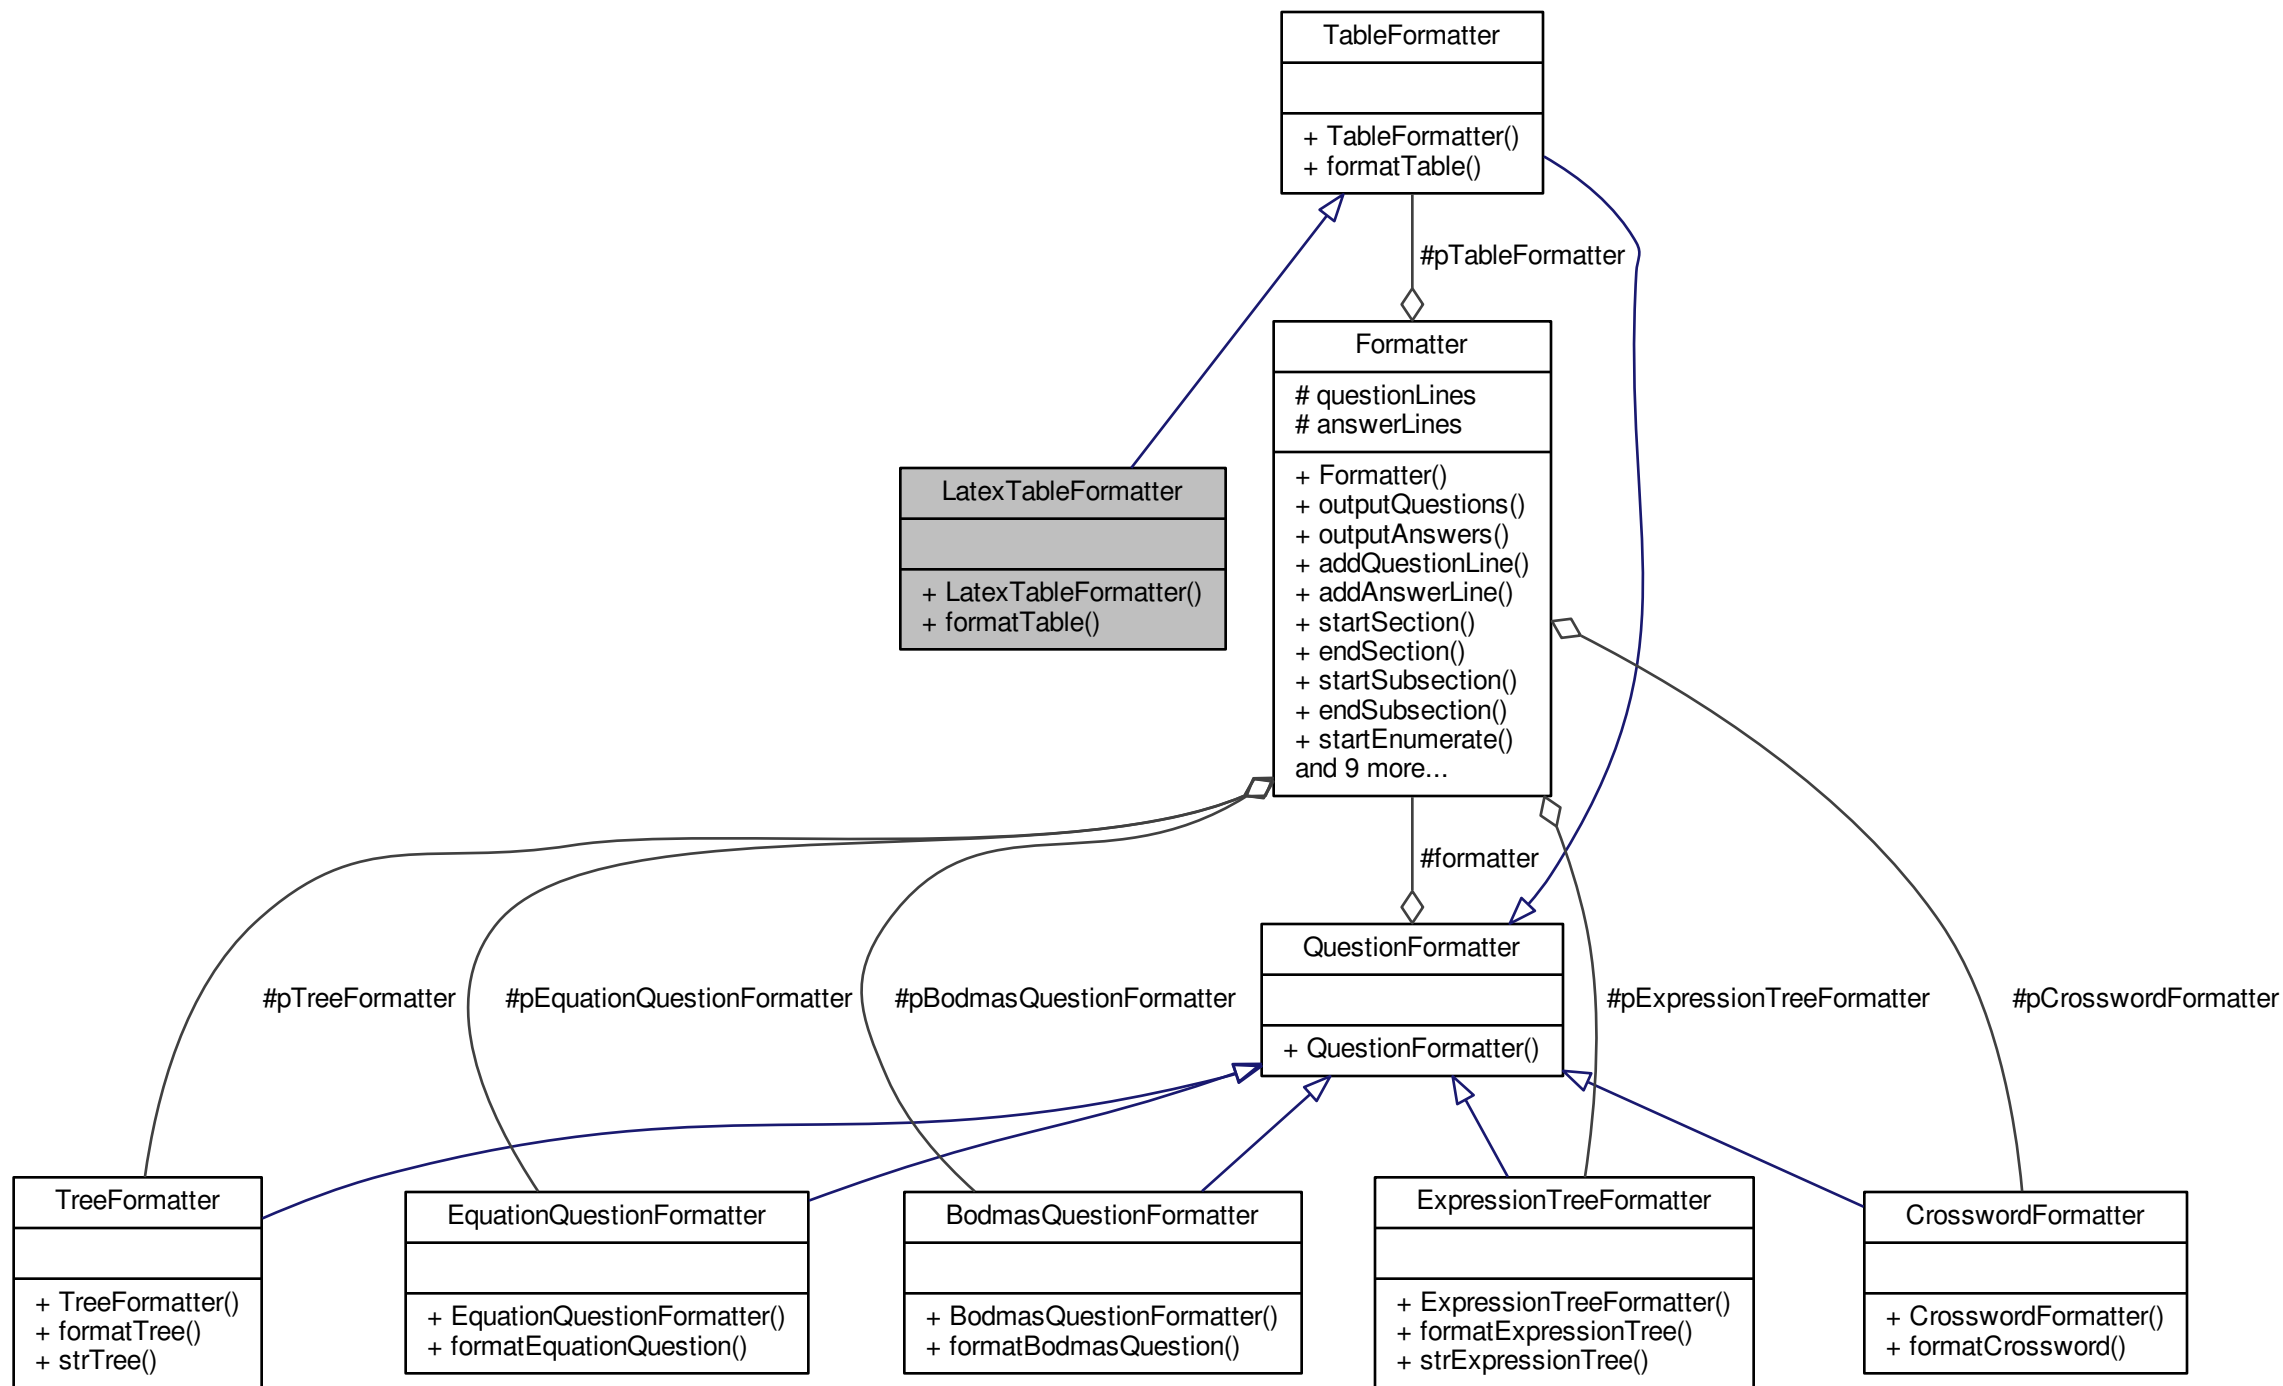 TableFormatter
+ TableFormatter()
+ formatTable()
#pTableFormatter
Formatter
# questionLines
# answerLines
+ Formatter()
+ outputQuestions()
+ outputAnswers()
+ addQuestionLine()
+ addAnswerLine()
+ startSection()
+ endSection()
+ startSubsection()
+ endSubsection()
+ startEnumerate()
and 9 more...
LatexTableFormatter
+ LatexTableFormatter()
+ formatTable()
#formatter
QuestionFormatter
+ QuestionFormatter()
#pTreeFormatter
#pEquationQuestionFormatter
#pBodmasQuestionFormatter
#pExpressionTreeFormatter
#pCrosswordFormatter
TreeFormatter
+ TreeFormatter()
+ formatTree()
+ strTree()
EquationQuestionFormatter
+ EquationQuestionFormatter()
+ formatEquationQuestion()
BodmasQuestionFormatter
+ BodmasQuestionFormatter()
+ formatBodmasQuestion()
ExpressionTreeFormatter
+ ExpressionTreeFormatter()
+ formatExpressionTree()
+ strExpressionTree()
CrosswordFormatter
+ CrosswordFormatter()
+ formatCrossword()